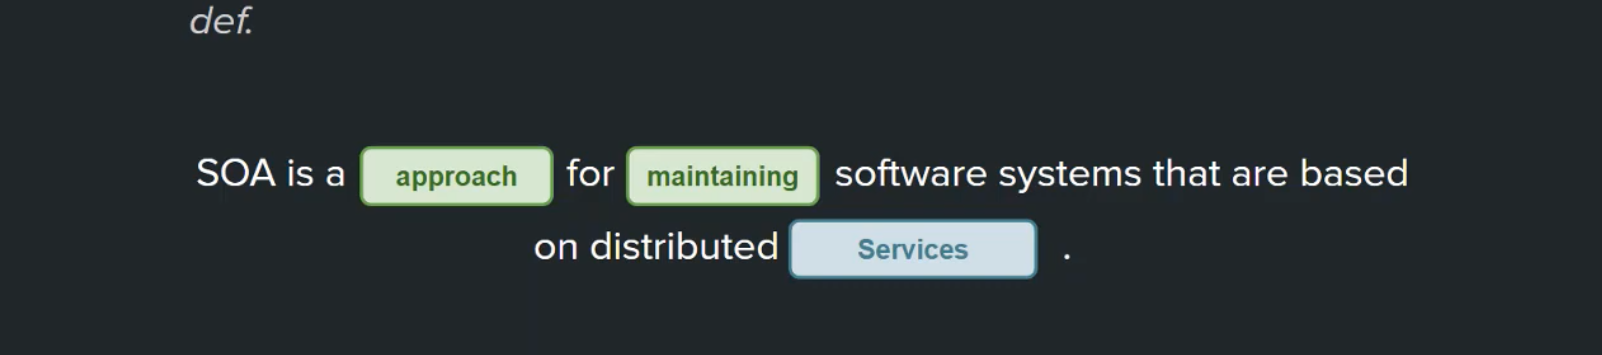 def.
SOA is a approach for maintaining software systems that are based
on distributed Services .